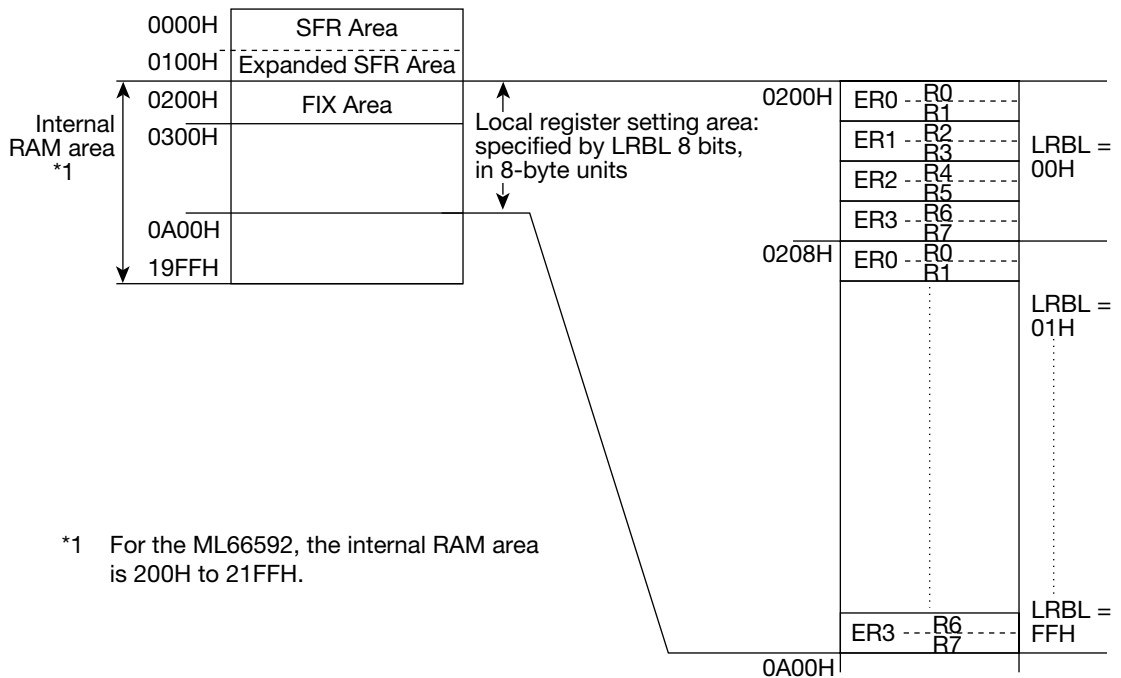 0000H
SFR Area
0100H
Expanded SFR Area
0200H
FIX Area
0300H
Internal
RAM area
*1
0A00H
19FFH
Local register setting area:
specified by LRBL 8 bits,
in 8-byte units
0200H
ER0
R0
R1
ER1
R2
R3
ER2
R4
R5
ER3
R6
R7
LRBL =
00H
0208H
ER0
R0
R1
LRBL =
01H
ER3
R6
R7
LRBL =
FFH
0A00H
*1 For the ML66592, the internal RAM area
is 200H to 21FFH.